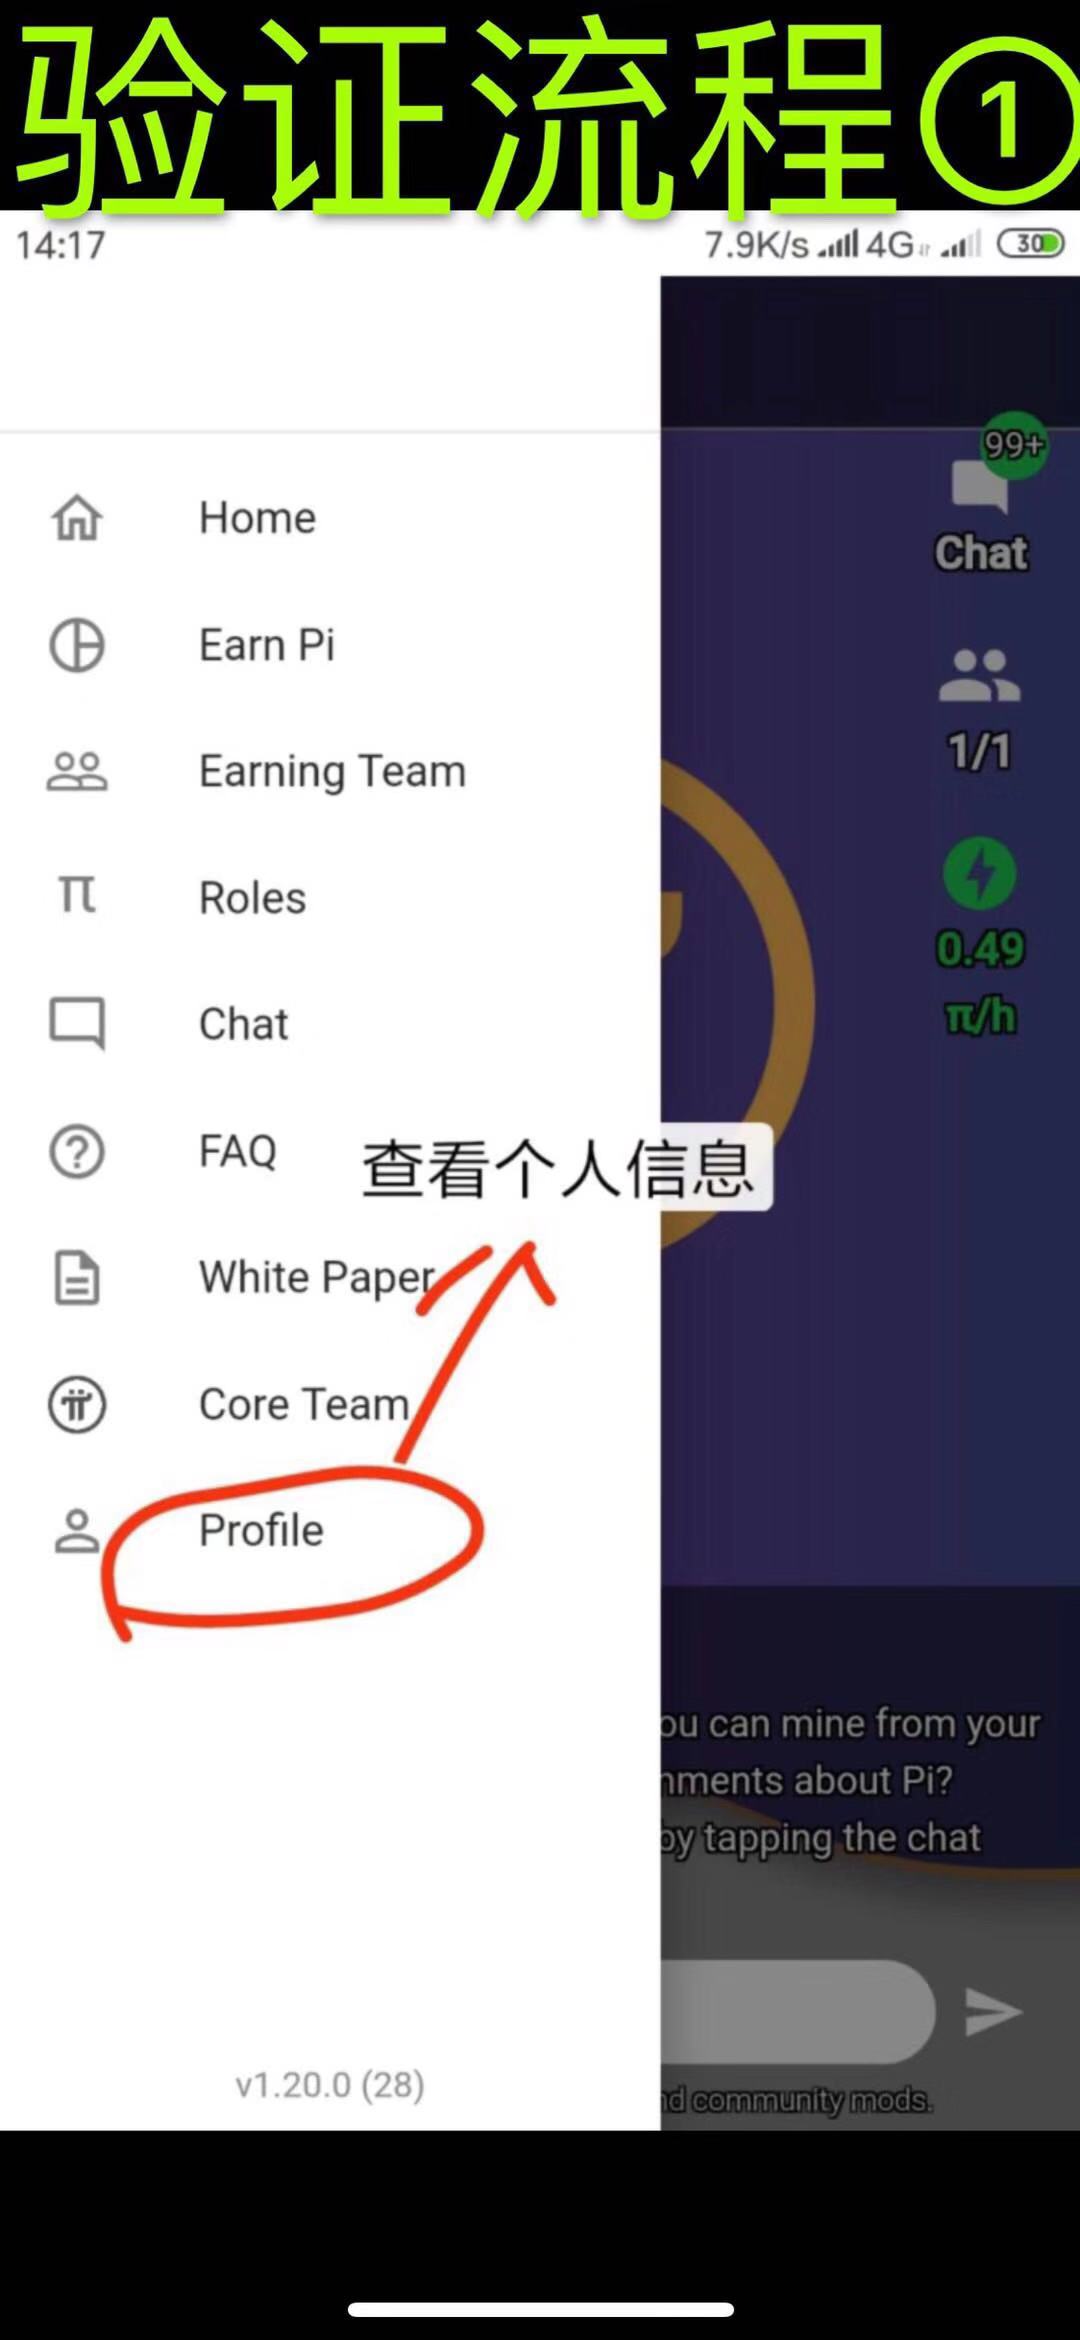 验证流程①
14:17
7.9K/s 4G 30
Home
Earn Pi
Earning Team
Roles
Chat
FAQ
White Paper
Core Team
Profile
v1.20.0 (28)
99+
Chat
1/1
0.49
π/h
查看个人信息
ou can mine from your
ments about Pi?
by tapping the chat
nd community mods.